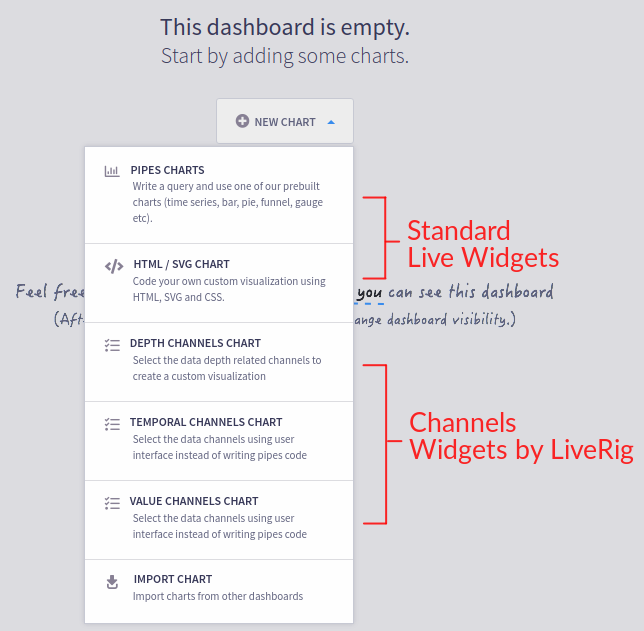 This dashboard is empty.
Start by adding some charts.
NEW CHART
PIPES CHARTS
Write a query and use one of our prebuilt
charts (time series, bar, pie, funnel, gauge
etc).
Standard
Live Widgets
HTML / SVG CHART
Code your own custom visualization using
HTML, SVG and CSS.
Feel free you can see this dashboard
(Aft ange dashboard visibility.)
DEPTH CHANNELS CHART
Select the data depth related channels to
create a custom visualization
TEMPORAL CHANNELS CHART
Select the data channels using user
interface instead of writing pipes code
Channels
Widgets by LiveRig
VALUE CHANNELS CHART
Select the data channels using user
interface instead of writing pipes code
IMPORT CHART
Import charts from other dashboards